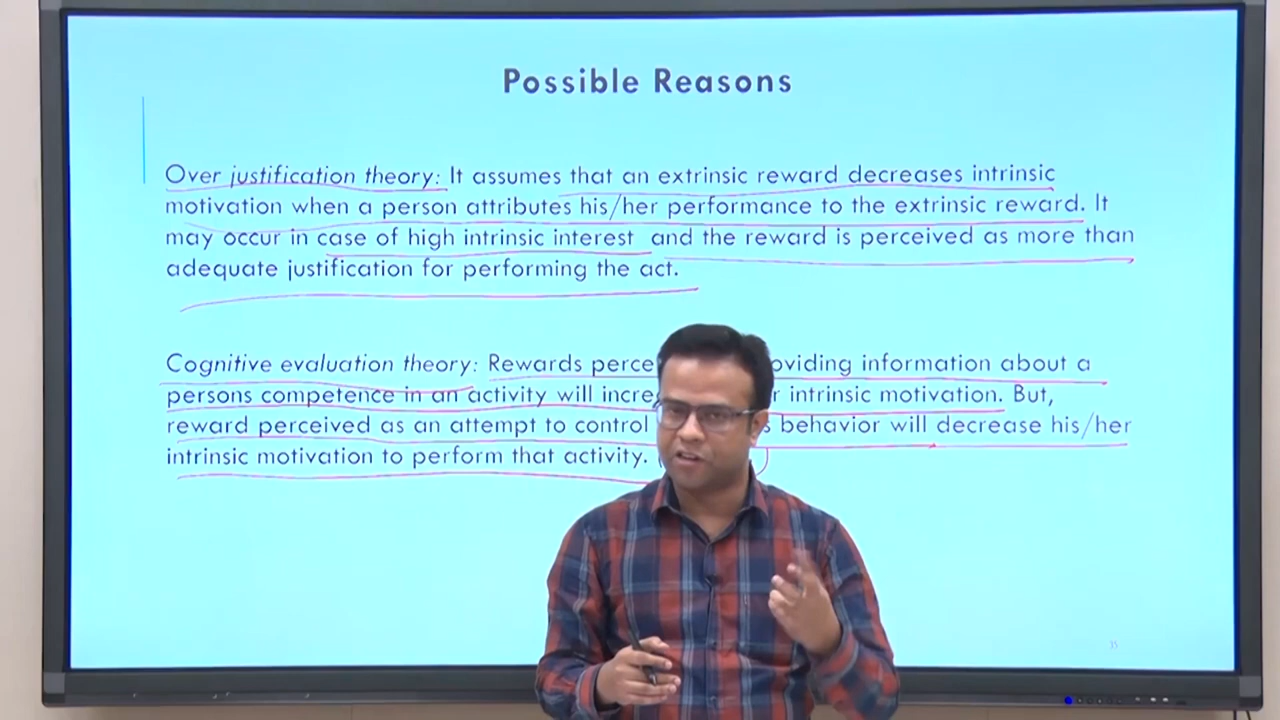 Possible Reasons
Over justification theory: It assumes that an extrinsic reward decreases intrinsic
motivation when a person attributes his/her performance to the extrinsic reward. It
may occur in case of high intrinsic interest and the reward is perceived as more than
adequate justification for performing the act.
Cognitive evaluation theory: Rewards perce oviding information about a
persons competence in an activity will incre r intrinsic motivation. But,
reward perceived as an attempt to control s behavior will decrease his/her
intrinsic motivation to perform that activity. (
35